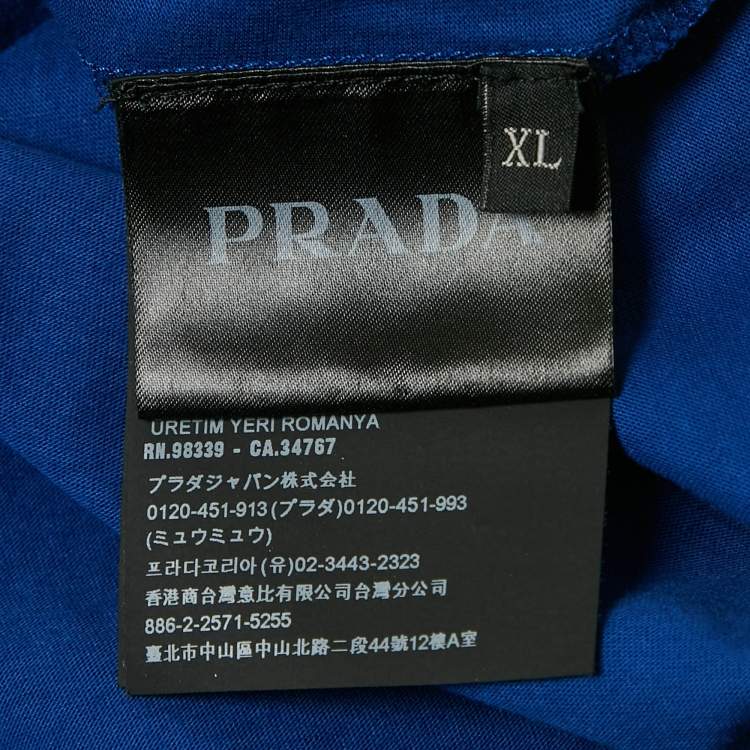 XL
PRADA
URETIM YERI ROMANYA
RN.98339 - CA.34767
プラダジャパン株式会社
0120-451-913(プラダ)0120-451-993
(ミュウミュウ)
프라다코리아(유)02-3443-2323
香港商台灣意比有限公司台灣分公司
886-2-2571-5255
臺北市中山區中山北路二段44號12樓A室